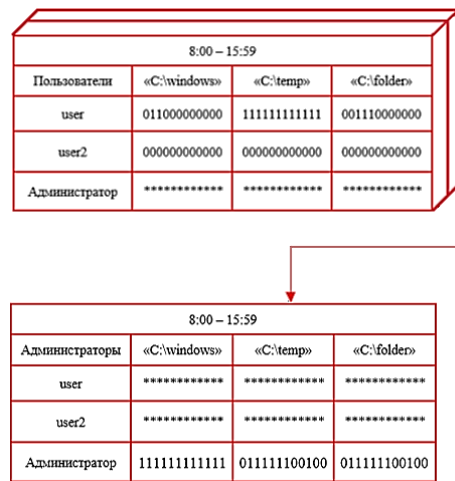 8:00 – 15:59
Пользователи «C:\windows» «C:\temp» «C:\folder»
user 011000000000 111111111111 001110000000
user2 000000000000 000000000000 000000000000
Администратор ************ ************ ************
8:00 – 15:59
Администраторы «C:\windows» «C:\temp» «C:\folder»
user ************ ************ ************
user2 ************ ************ ************
Администратор 111111111111 011111100100 011111100100